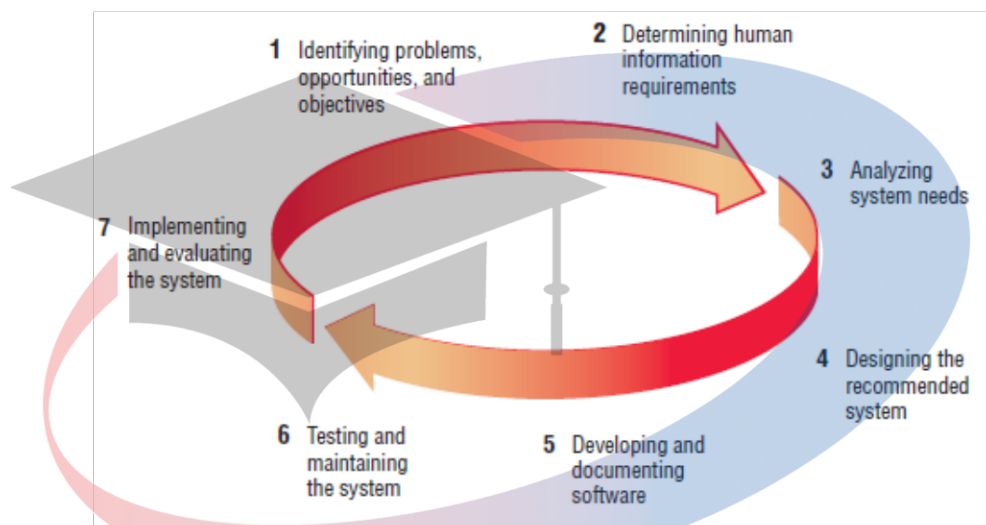 1 Identifying problems,
opportunities, and
objectives
2 Determining human
information
requirements
3 Analyzing
system needs
4 Designing the
recommended
system
5 Developing and
documenting
software
6 Testing and
maintaining
the system
7 Implementing
and evaluating
the system